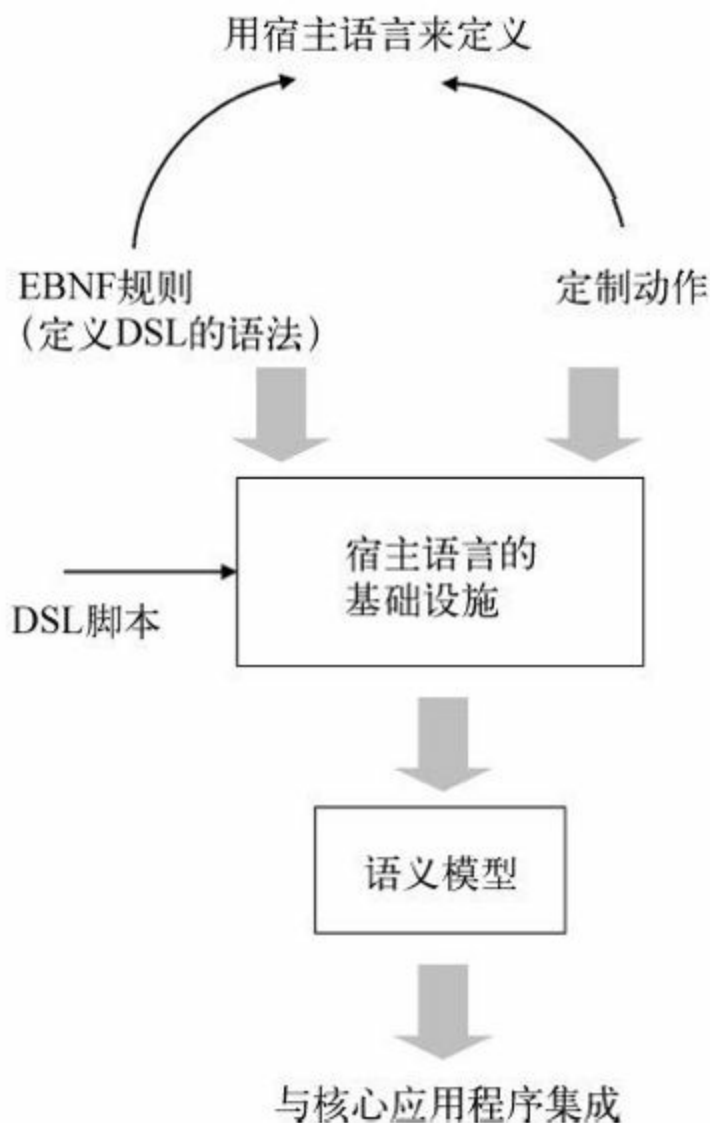 用宿主语言来定义
EBNF规则
（定义DSL的语法）
定制动作
宿主语言的
基础设施
DSL脚本
语义模型
与核心应用程序集成